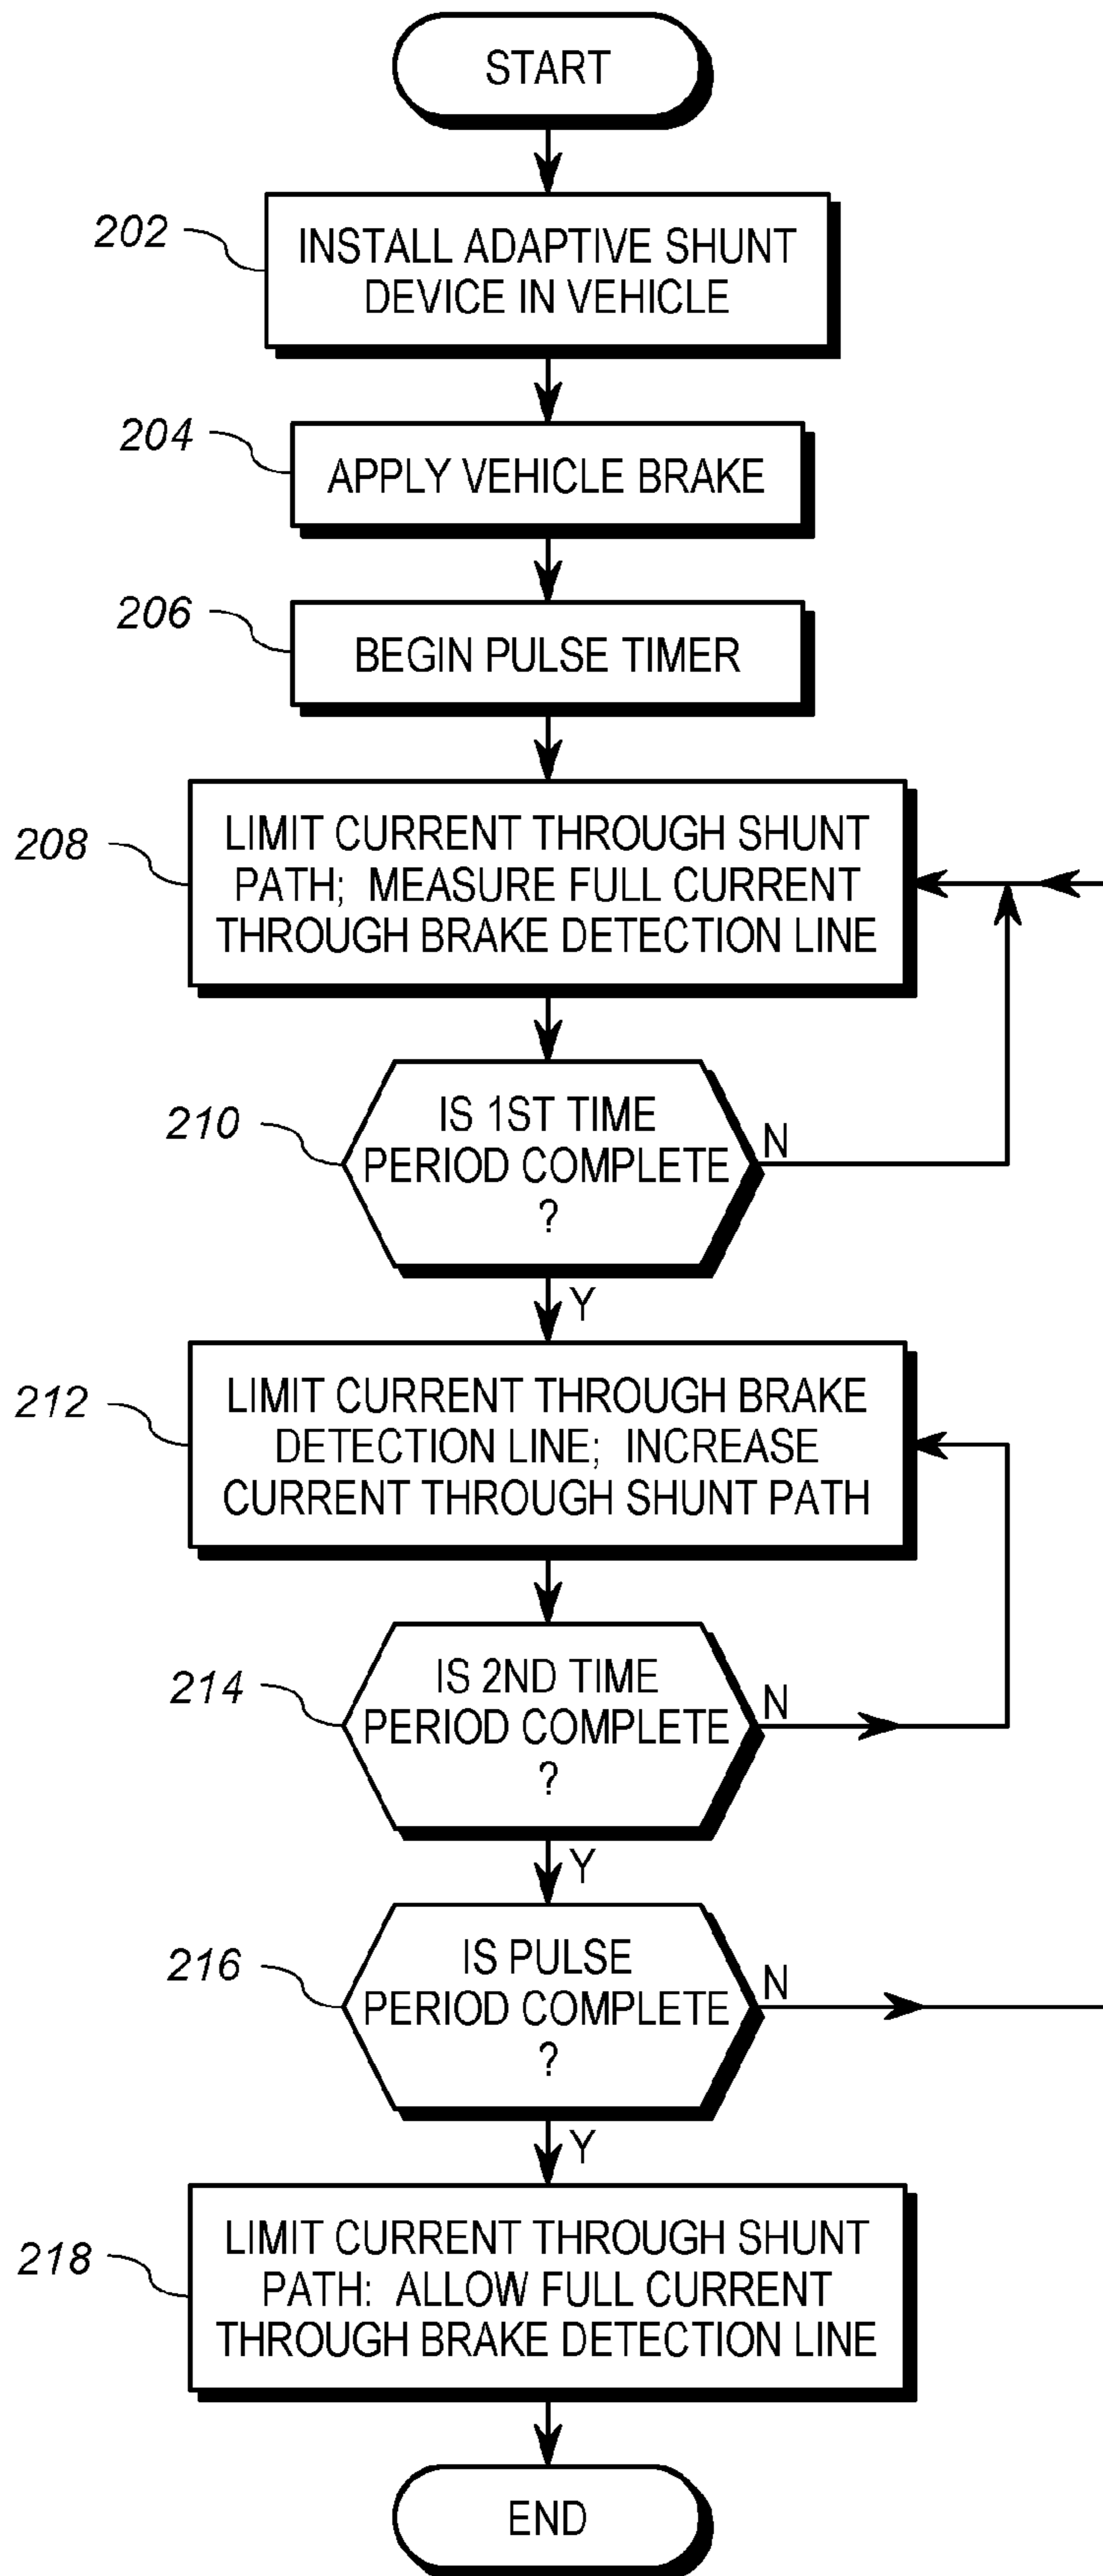 START
202
INSTALL ADAPTIVE SHUNT
DEVICE IN VEHICLE
204
APPLY VEHICLE BRAKE
206
BEGIN PULSE TIMER
208
LIMIT CURRENT THROUGH SHUNT
PATH; MEASURE FULL CURRENT
THROUGH BRAKE DETECTION LINE
210
IS 1ST TIME
PERIOD COMPLETE
?
N
Y
212
LIMIT CURRENT THROUGH BRAKE
DETECTION LINE; INCREASE
CURRENT THROUGH SHUNT PATH
214
IS 2ND TIME
PERIOD COMPLETE
?
N
Y
216
IS PULSE
PERIOD COMPLETE
?
N
Y
218
LIMIT CURRENT THROUGH SHUNT
PATH: ALLOW FULL CURRENT
THROUGH BRAKE DETECTION LINE
END